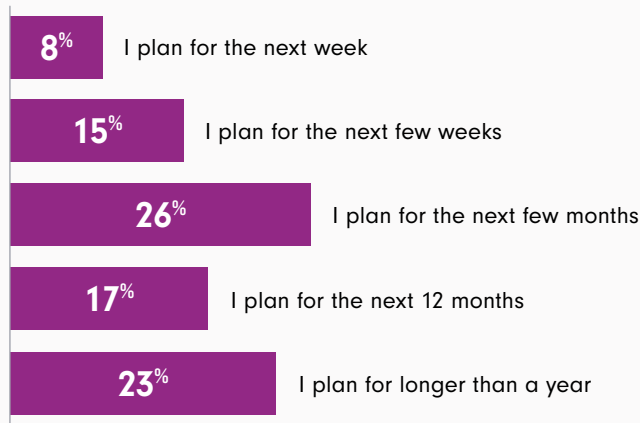 8% I plan for the next week
15% I plan for the next few weeks
26% I plan for the next few months
17% I plan for the next 12 months
23% I plan for longer than a year